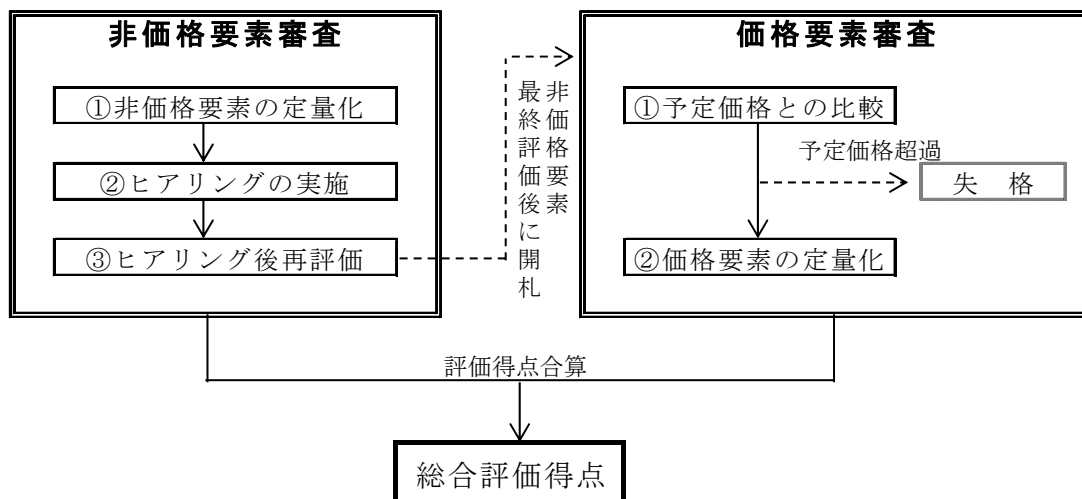 非価格要素審査
①非価格要素の定量化
②ヒアリングの実施
③ヒアリング後再評価
非価格要素
最終評価後に開札
価格要素審査
①予定価格との比較
予定価格超過
失　格
②価格要素の定量化
評価得点合算
総合評価得点